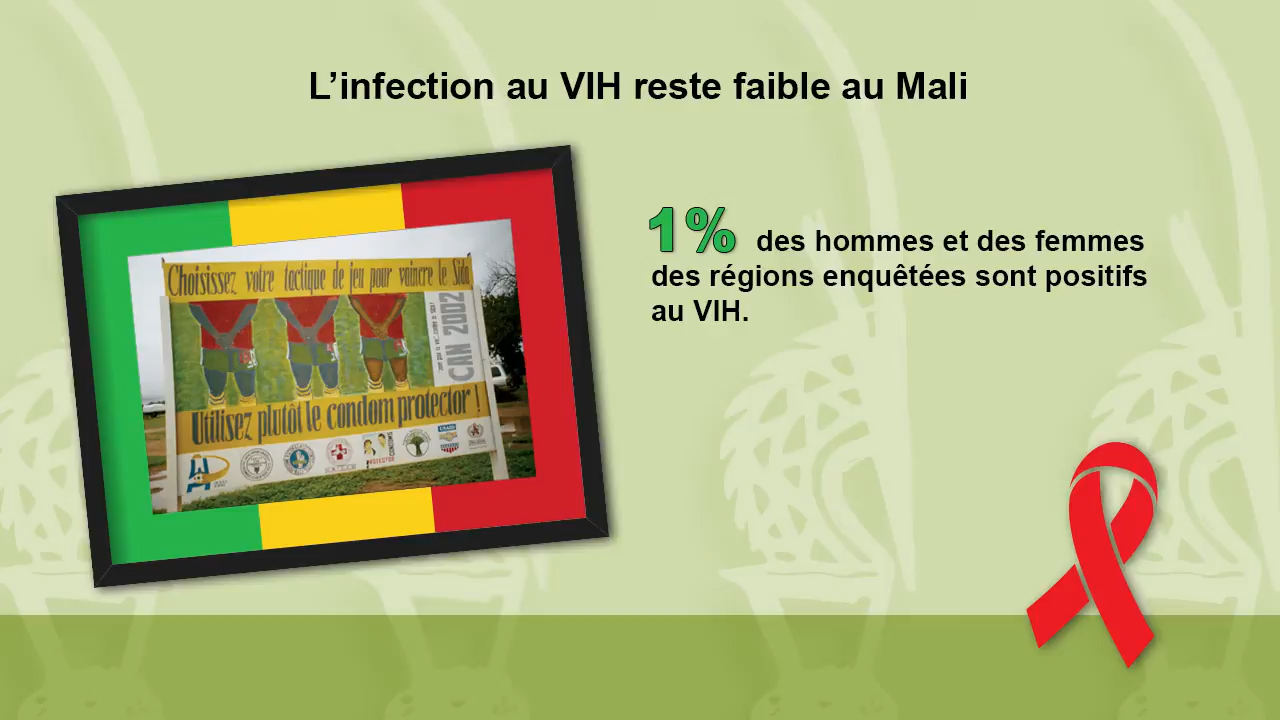 L’infection au VIH reste faible au Mali
1% des hommes et des femmes
des régions enquêtées sont positifs
au VIH.
Choisissez votre tactique de jeu pour vaincre le Sida
CAN 2002
Utilisez plutôt le condom protector !
USAID